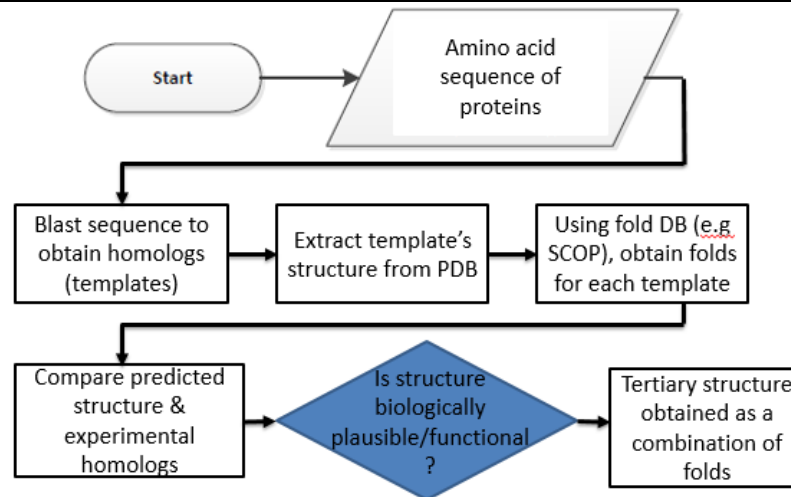 Start
Amino acid
sequence of
proteins
Blast sequence to
obtain homologs
(templates)
Extract template's
structure from PDB
Using fold DB (e.g
SCOP), obtain folds
for each template
Compare predicted
structure &
experimental
homologs
Is structure
biologically
plausible/functional
?
Tertiary structure
obtained as a
combination of
folds